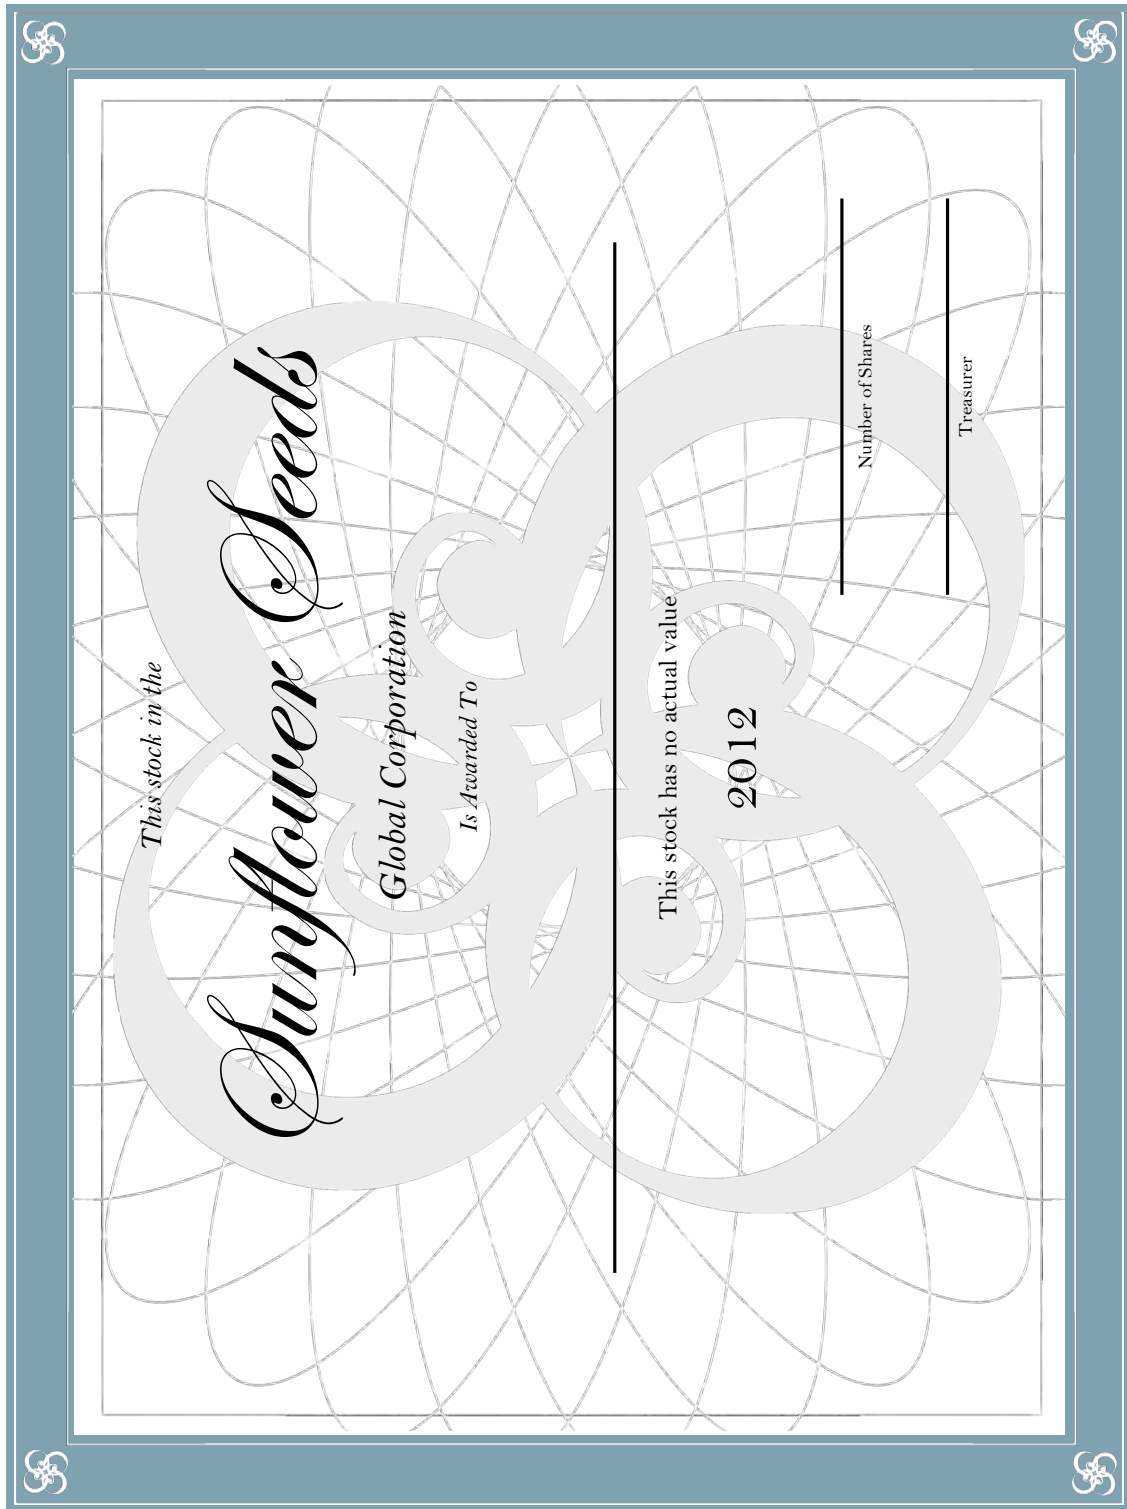 This stock in the
Sunflower Seeds
Global Corporation
Is Awarded To
This stock has no actual value
2012
Number of Shares
Treasurer